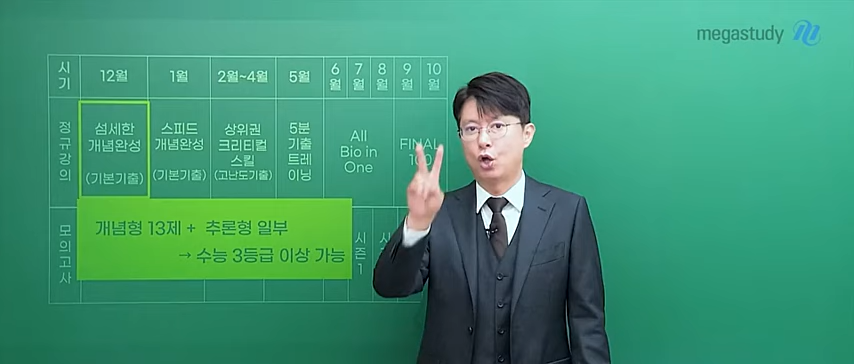 megastudy
시기
12월
1월
2월~4월
5월
6월
7월
8월
9월
10월
정규강의
섬세한
개념완성
(기본기출)
스피드
개념완성
(기본기출)
상위권
크리티컬
스킬
(고난도기출)
5분
기출
트레
이닝
All
Bio in
One
FINAL
100
모의고사
개념형 13제 + 추론형 일부
→ 수능 3등급 이상 가능
시즌1